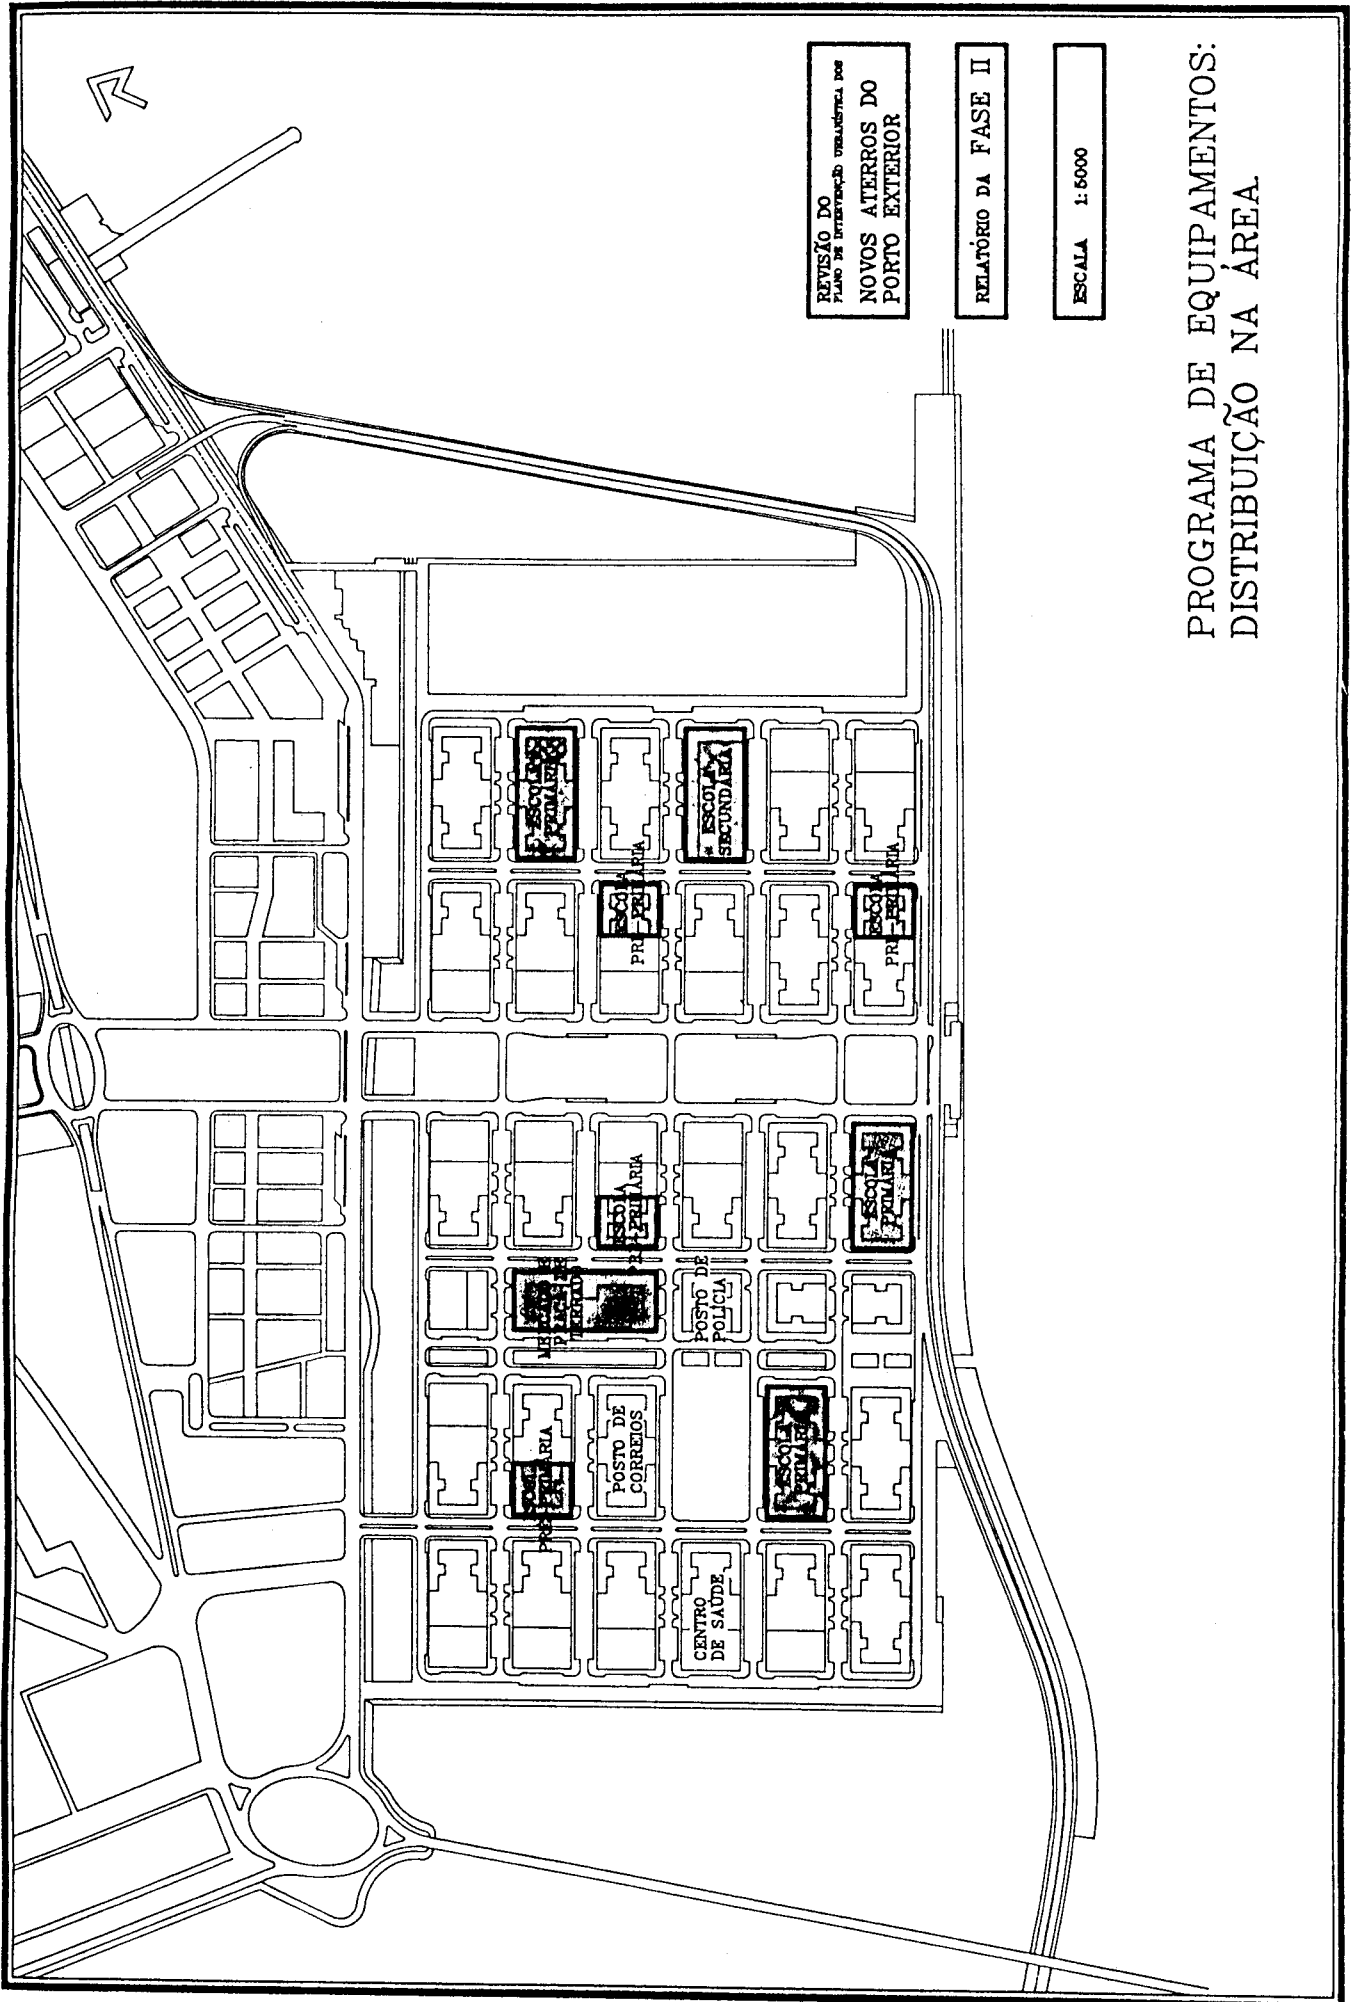 REVISÃO DO
PLANO DE INTERVENÇÃO URBANÍSTICA DOS
NOVOS ATERROS DO
PORTO EXTERIOR
RELATÓRIO DA FASE II
ESCALA 1:5000
PROGRAMA DE EQUIPAMENTOS:
DISTRIBUIÇÃO NA ÁREA.
ESCOLA
PRIMÁRIA
ESCOLA
SECUNDÁRIA
ESCOLA
PRÉ-PRIMÁRIA
ESCOLA
PRÉ-PRIMÁRIA
ESCOLA
PRÉ-PRIMÁRIA
ESCOLA
PRIMÁRIA
MERCADO E
POSTO DE
POLÍCIA
ESCOLA
PRÉ-PRIMÁRIA
POSTO DE
CORREIOS
ESCOLA
PRIMÁRIA
CENTRO
DE SAÚDE